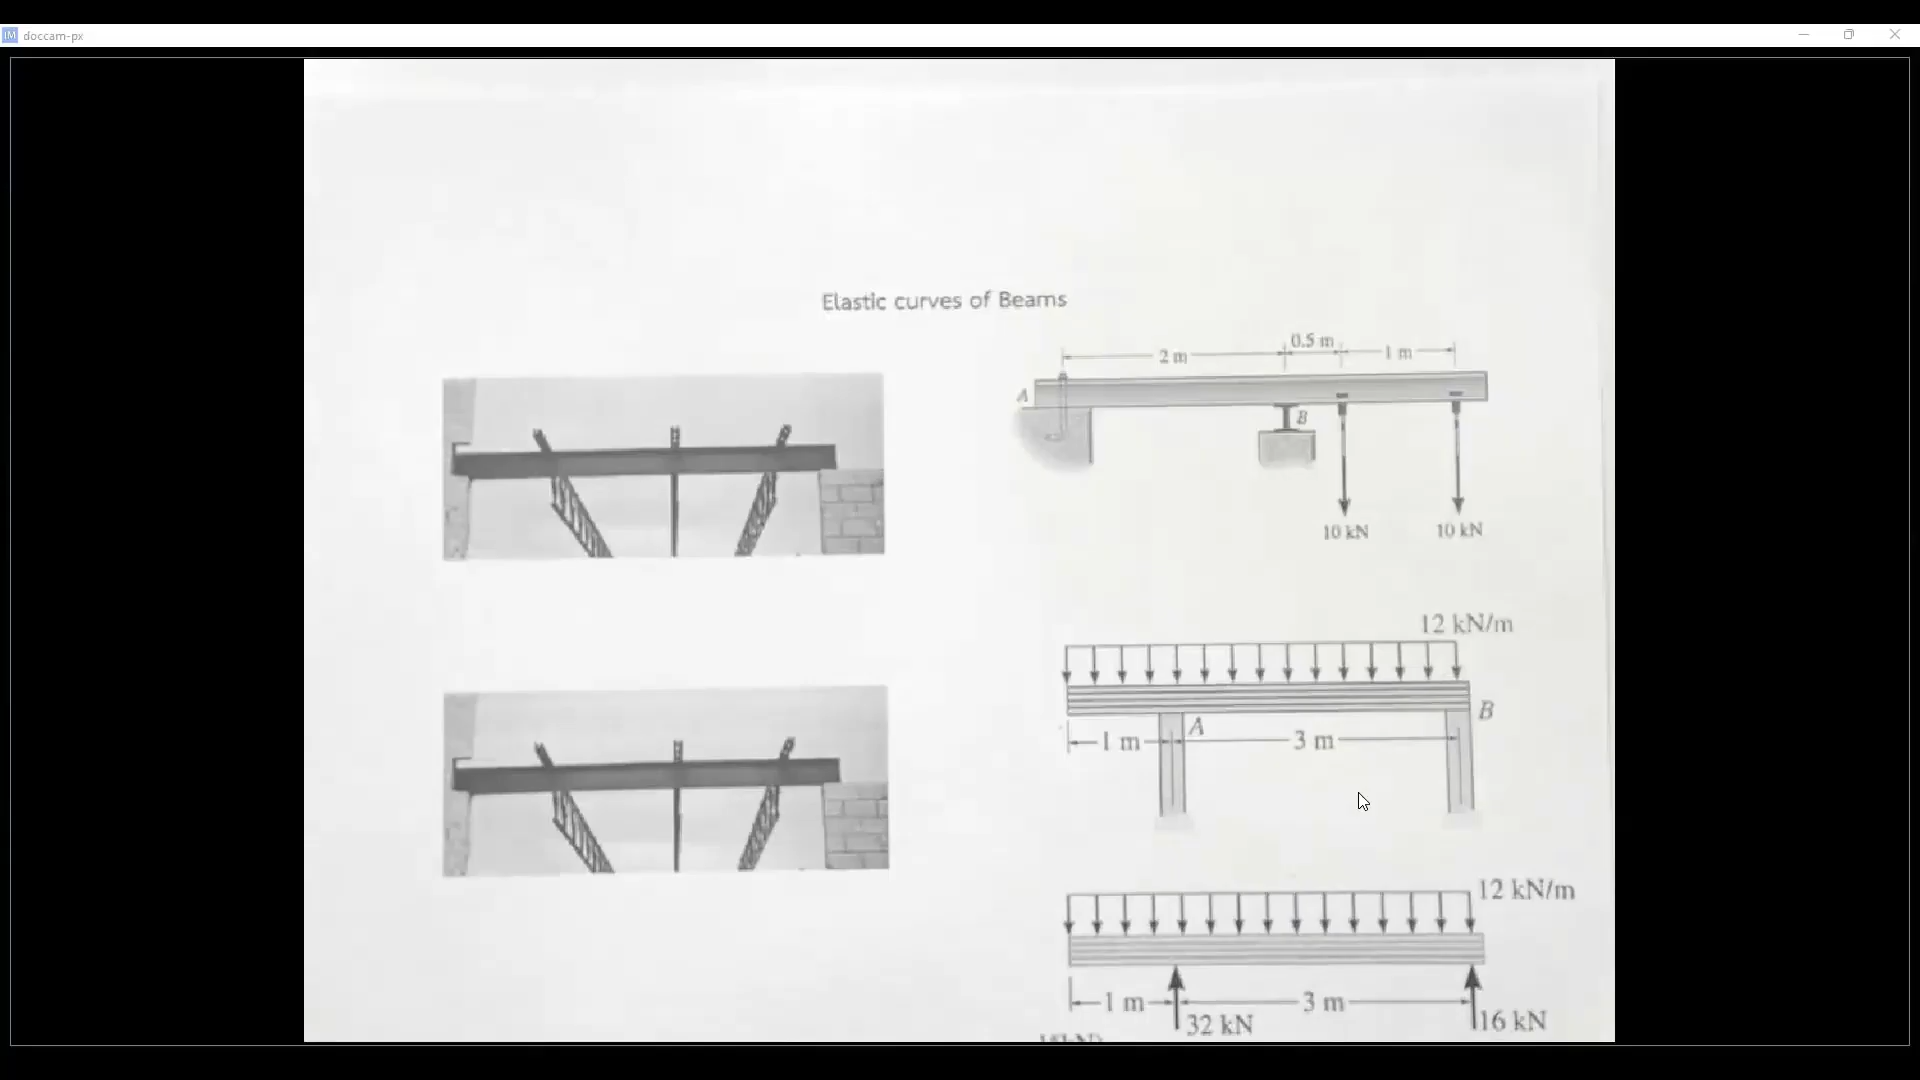 doccam-px
Elastic curves of Beams
0.5 m
2 m
1 m
A
B
10 kN
10 kN
12 kN/m
A
B
1 m
3 m
12 kN/m
1 m
3 m
32 kN
16 kN